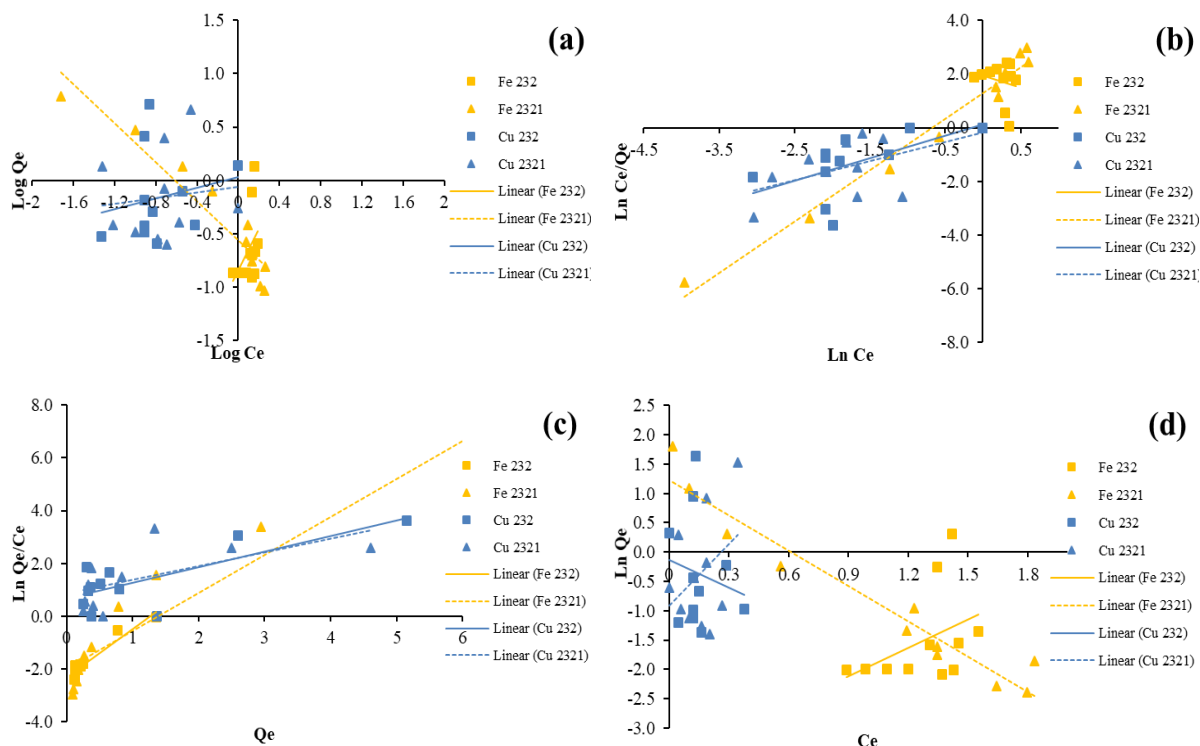 (a)
1.5
1.0
0.5
0.0
-0.5
-1.0
-1.5
Log Qe
-2 -1.6 -1.2 -0.8 -0.4 0 0.4 0.8 1.2 1.6 2
Log Ce
Fe 232
Fe 2321
Cu 232
Cu 2321
Linear (Fe 232)
Linear (Fe 2321)
Linear (Cu 232)
Linear (Cu 2321)
(b)
4.0
2.0
0.0
-2.0
-4.0
-6.0
-8.0
Ln Ce/Qe
-4.5 -3.5 -2.5 -1.5 -0.5 0.5
Ln Ce
Fe 232
Fe 2321
Cu 232
Cu 2321
Linear (Fe 232)
Linear (Fe 2321)
Linear (Cu 232)
Linear (Cu 2321)
(c)
8.0
6.0
4.0
2.0
0.0
-2.0
-4.0
Ln Qe/Ce
0 1 2 3 4 5 6
Qe
Fe 232
Fe 2321
Cu 232
Cu 2321
Linear (Fe 232)
Linear (Fe 2321)
Linear (Cu 232)
Linear (Cu 2321)
(d)
2.5
2.0
1.5
1.0
0.5
0.0
-0.5
-1.0
-1.5
-2.0
-2.5
-3.0
Ln Qe
0 0.3 0.6 0.9 1.2 1.5 1.8
Ce
Fe 232
Fe 2321
Cu 232
Cu 2321
Linear (Fe 232)
Linear (Fe 2321)
Linear (Cu 232)
Linear (Cu 2321)